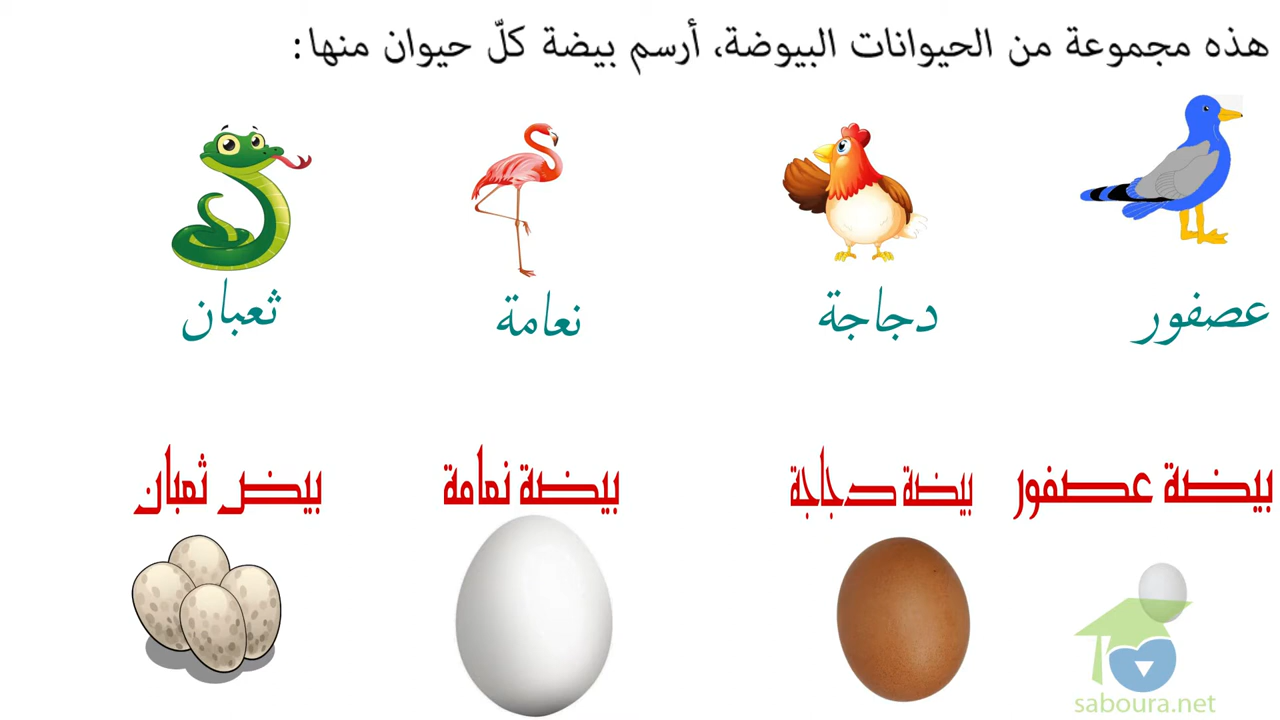 هذه مجموعة من الحيوانات البيوضة، أرسم بيضة كلّ حيوان منها:
عصفور دجاجة نعامة ثعبان
بيضة عصفور بيضة دجاجة بيضة نعامة بيض ثعبان
saboura.net